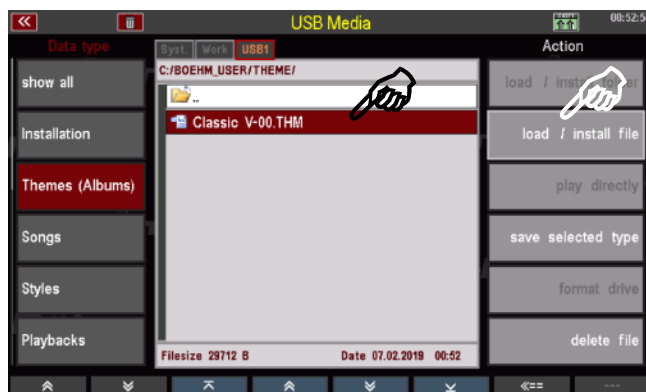 USB Media
00:52:5
Data type
Syst. Work USB1
Action
C:/BOEHM_USER/THEME/
show all
..
load / install folder
Classic V-00.THM
Installation
load / install file
Themes (Albums)
play directly
Songs
save selected type
Styles
format drive
Playbacks
delete file
Filesize 29712 B Date 07.02.2019 00:52
«==
---